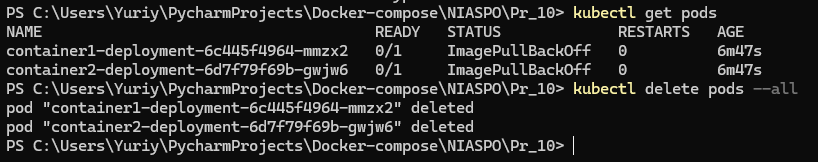 PS C:\Users\Yuriy\PycharmProjects\Docker-compose\NIASPO\Pr_10> kubectl get pods
NAME                                      READY   STATUS             RESTARTS   AGE
container1-deployment-6c445f4964-mmzx2   0/1     ImagePullBackOff   0          6m47s
container2-deployment-6d7f79f69b-gwjw6   0/1     ImagePullBackOff   0          6m47s
PS C:\Users\Yuriy\PycharmProjects\Docker-compose\NIASPO\Pr_10> kubectl delete pods --all
pod "container1-deployment-6c445f4964-mmzx2" deleted
pod "container2-deployment-6d7f79f69b-gwjw6" deleted
PS C:\Users\Yuriy\PycharmProjects\Docker-compose\NIASPO\Pr_10>